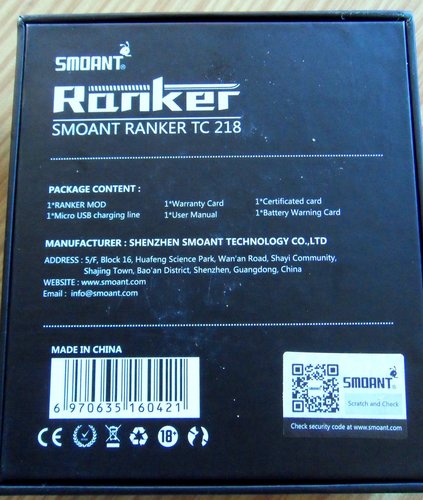 SMOANT®
Ranker
SMOANT RANKER TC 218
PACKAGE CONTENT :
1*RANKER MOD 1*Warranty Card 1*Certificated card
1*Micro USB charging line 1*User Manual 1*Battery Warning Card
MANUFACTURER : SHENZHEN SMOANT TECHNOLOGY CO.,LTD
ADDRESS : 5/F, Block 16, Huafeng Science Park, Wan'an Road, Shayi Community,
Shajing Town, Bao'an District, Shenzhen, Guangdong, China
WEBSITE : www.smoant.com
Email : info@smoant.com
MADE IN CHINA
6 970635 160421
CE 18+
SMOANT®
Scratch and Check
Check security code at www.smoant.com